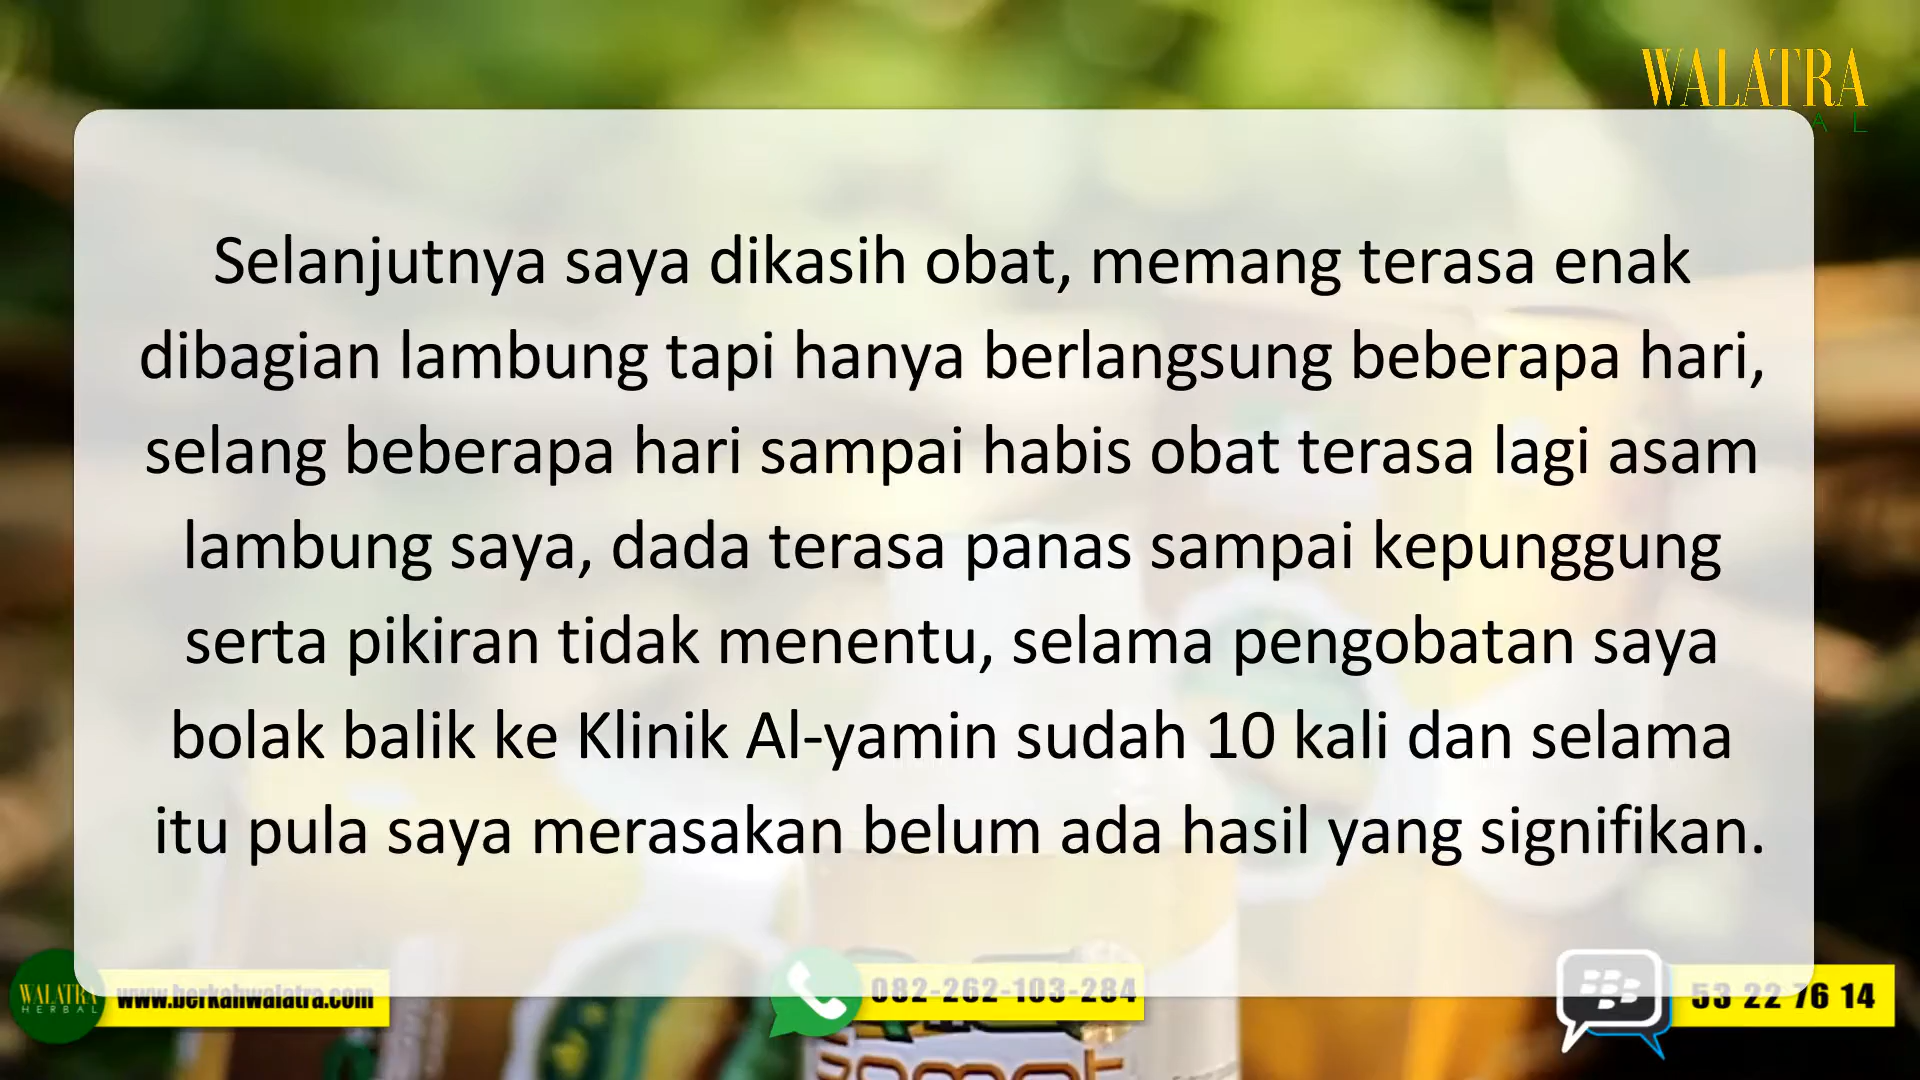 WALATRA
A L
Selanjutnya saya dikasih obat, memang terasa enak
dibagian lambung tapi hanya berlangsung beberapa hari,
selang beberapa hari sampai habis obat terasa lagi asam
lambung saya, dada terasa panas sampai kepunggung
serta pikiran tidak menentu, selama pengobatan saya
bolak balik ke Klinik Al-yamin sudah 10 kali dan selama
itu pula saya merasakan belum ada hasil yang signifikan.
WALATRA
HERBAL
www.berkahwalatra.com
082-262-103-284
53 22 76 14